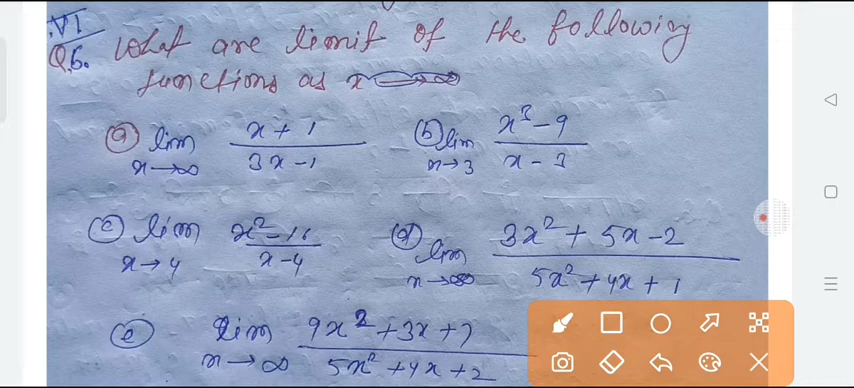 VI
Q.6. What are limit of the following
functions as x → ∞
(a) lim x→∞ x + 1 / 3x - 1 (b) lim x→3 x³ - 9 / x - 3
(c) lim x→4 x² - 16 / x - 4 (d) lim x→∞ 3x² + 5x - 2 / 5x² + 4x + 1
(e) lim x→∞ 9x² + 3x + 7 / 5x² + 4x + 2